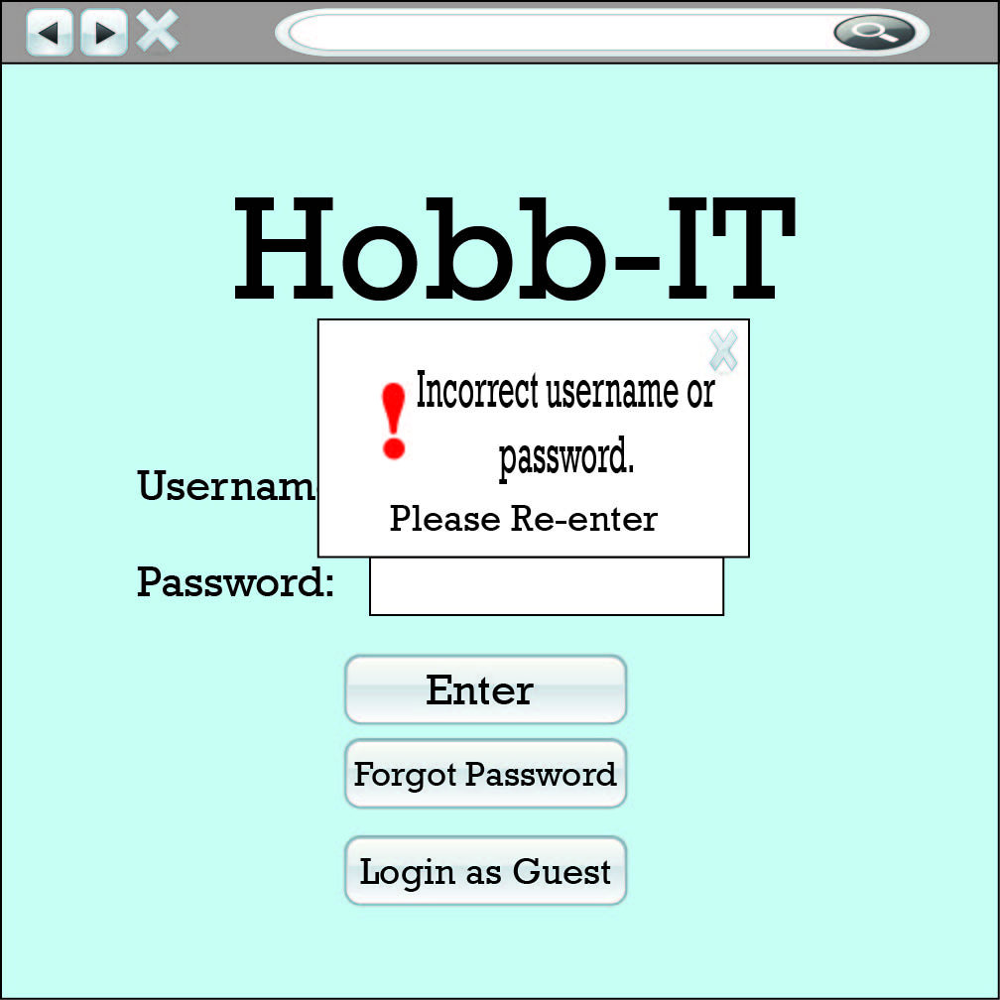 Hobb-IT
Incorrect username or
password.
Please Re-enter
Usernam
Password:
Enter
Forgot Password
Login as Guest